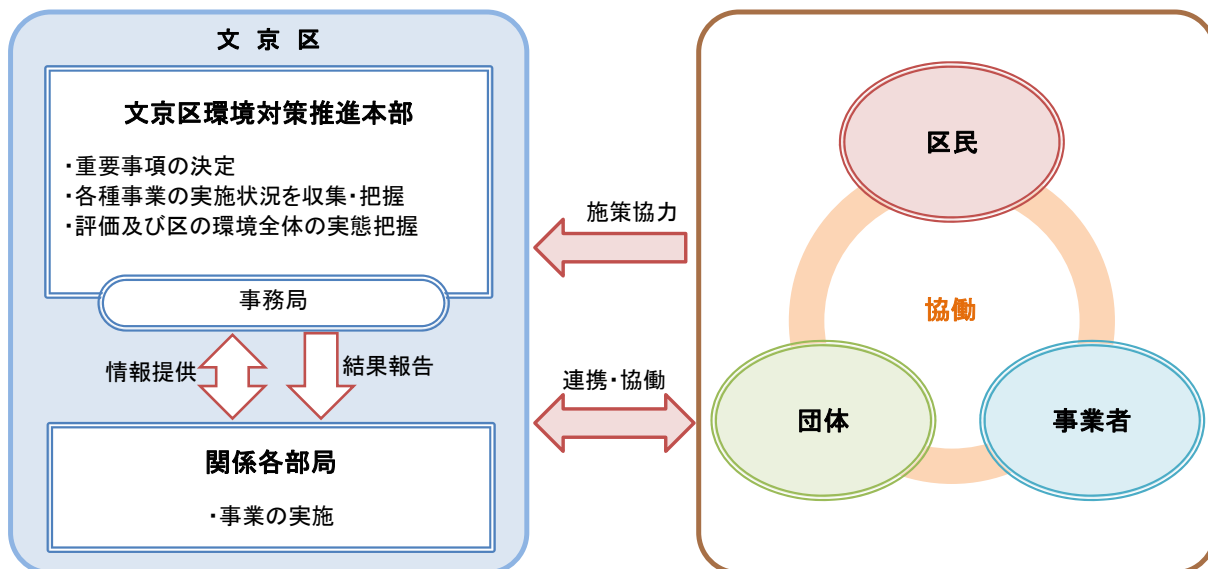 文 京 区
文京区環境対策推進本部
・重要事項の決定
・各種事業の実施状況を収集・把握
・評価及び区の環境全体の実態把握
事務局
情報提供
結果報告
関係各部局
・事業の実施
施策協力
連携・協働
区民
協働
団体
事業者